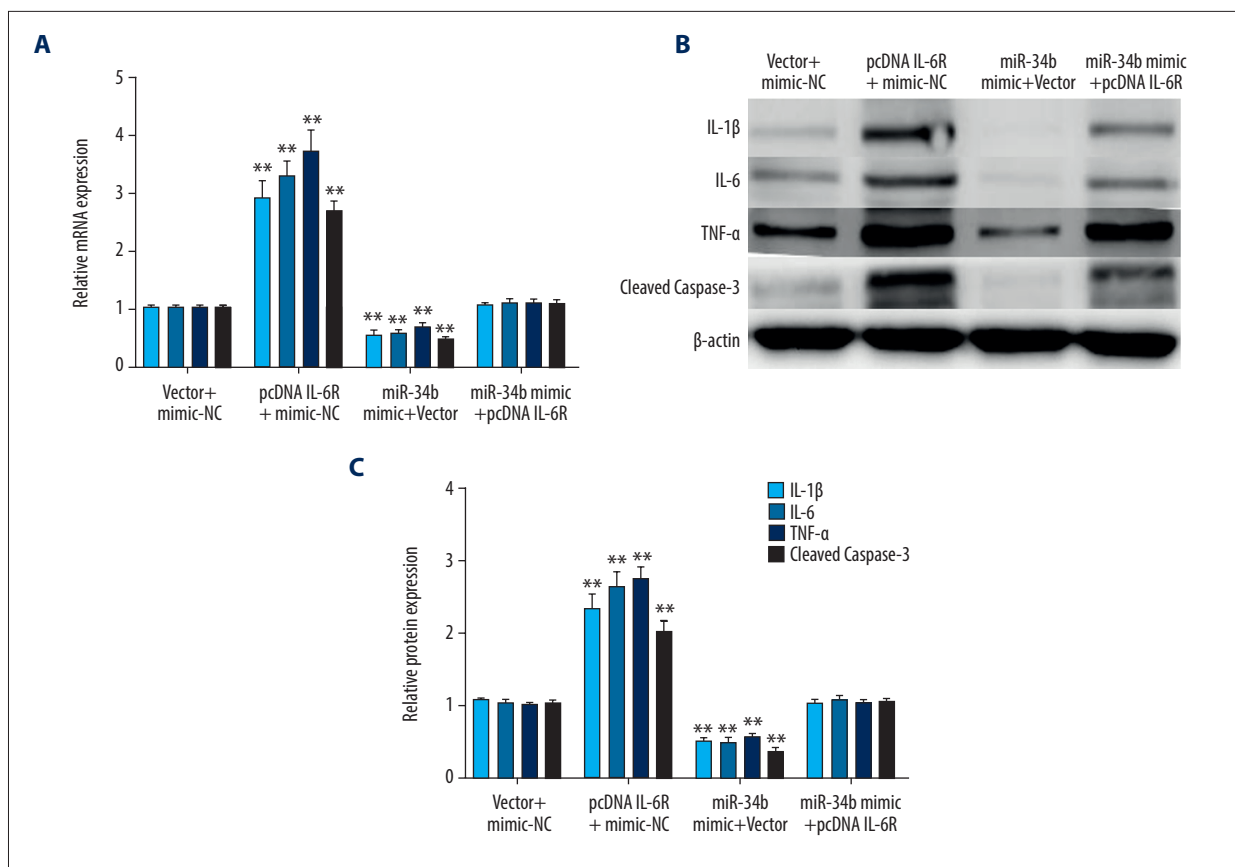 A
Relative mRNA expression
5
4
3
2
1
0
** ** ** **
** ** ** **
Vector+
mimic-NC
pcDNA IL-6R
+ mimic-NC
miR-34b
mimic+Vector
miR-34b mimic
+pcDNA IL-6R
B
Vector+
mimic-NC
pcDNA IL-6R
+ mimic-NC
miR-34b
mimic+Vector
miR-34b mimic
+pcDNA IL-6R
IL-1β
IL-6
TNF-α
Cleaved Caspase-3
β-actin
C
Relative protein expression
4
3
2
1
0
** ** ** **
** ** ** **
Vector+
mimic-NC
pcDNA IL-6R
+ mimic-NC
miR-34b
mimic+Vector
miR-34b mimic
+pcDNA IL-6R
IL-1β
IL-6
TNF-α
Cleaved Caspase-3